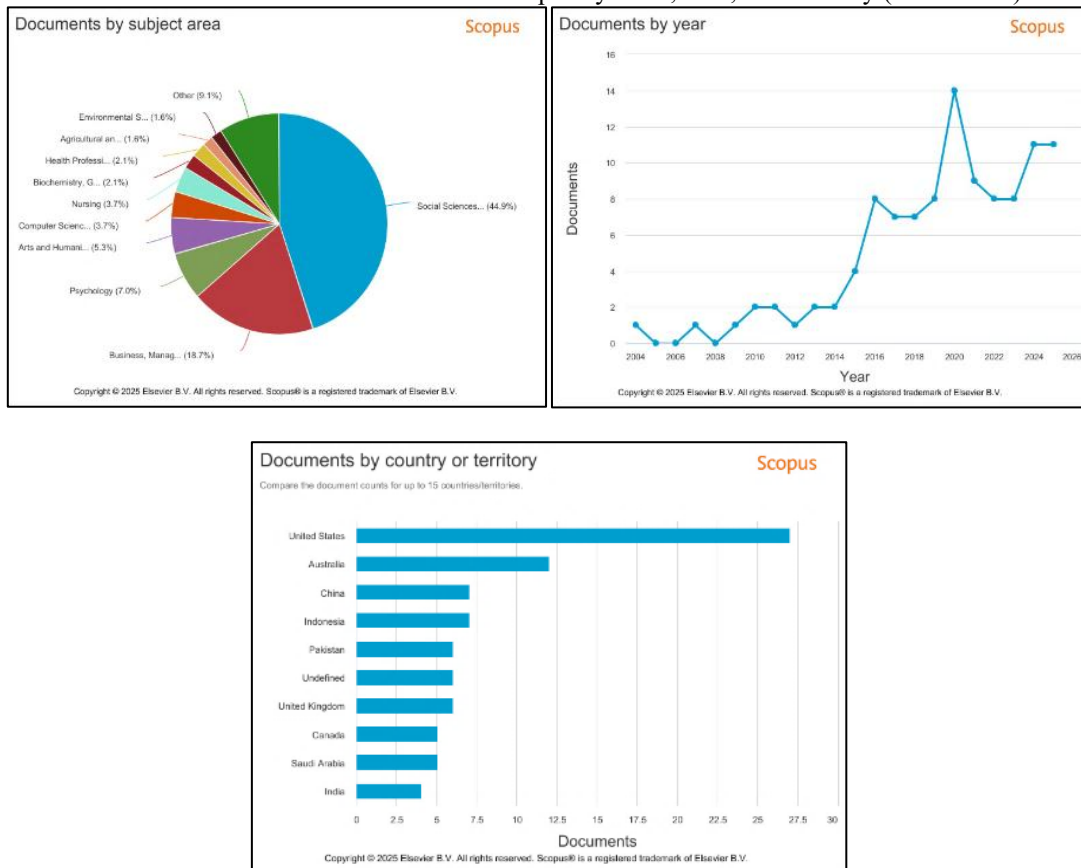 Documents by subject area
Scopus
Other (9.1%)
Environmental S... (1.6%)
Agricultural an... (1.6%)
Health Professi... (2.1%)
Biochemistry, G... (2.1%)
Nursing (3.7%)
Computer Scienc... (3.7%)
Arts and Humani... (5.3%)
Psychology (7.0%)
Business, Manag... (18.7%)
Social Sciences... (44.9%)
Copyright © 2025 Elsevier B.V. All rights reserved. Scopus® is a registered trademark of Elsevier B.V.
Documents by year
Scopus
16
14
12
10
8
6
4
2
0
Documents
2004 2006 2008 2010 2012 2014 2016 2018 2020 2022 2024 2026
Year
Copyright © 2025 Elsevier B.V. All rights reserved. Scopus® is a registered trademark of Elsevier B.V.
Documents by country or territory
Scopus
Compare the document counts for up to 15 countries/territories.
United States
Australia
China
Indonesia
Pakistan
Undefined
United Kingdom
Canada
Saudi Arabia
India
0 2.5 5 7.5 10 12.5 15 17.5 20 22.5 25 27.5 30
Documents
Copyright © 2025 Elsevier B.V. All rights reserved. Scopus® is a registered trademark of Elsevier B.V.